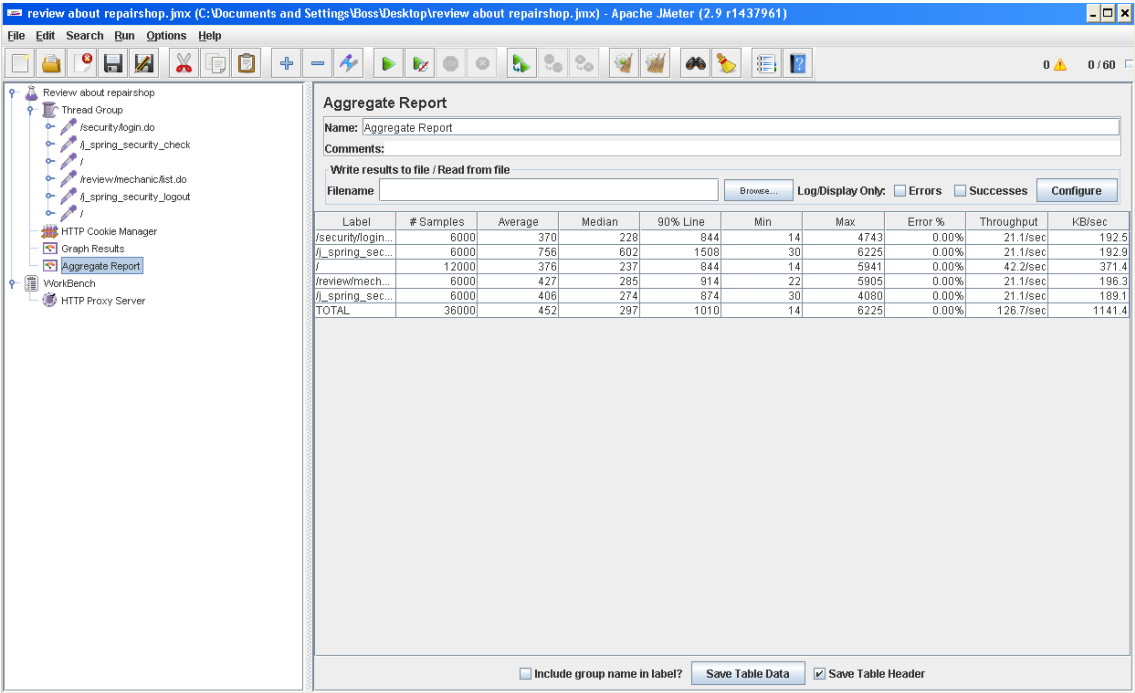 review about repairshop.jmx (C:\Documents and Settings\Boss\Desktop\review about repairshop.jmx) - Apache JMeter (2.9 r1437961)
File Edit Search Run Options Help
0 0 / 60
Review about repairshop
Thread Group
/security/login.do
/j_spring_security_check
/
/review/mechanic/list.do
/j_spring_security_logout
/
HTTP Cookie Manager
Graph Results
Aggregate Report
WorkBench
HTTP Proxy Server
Aggregate Report
Name: Aggregate Report
Comments:
Write results to file / Read from file
Filename Browse... Log/Display Only: Errors Successes Configure
Label # Samples Average Median 90% Line Min Max Error % Throughput KB/sec
/security/login... 6000 370 228 844 14 4743 0.00% 21.1/sec 192.5
/j_spring_sec... 6000 756 602 1508 30 6225 0.00% 21.1/sec 192.9
/ 12000 376 237 844 14 5941 0.00% 42.2/sec 371.4
/review/mech... 6000 427 285 914 22 5905 0.00% 21.1/sec 196.3
/j_spring_sec... 6000 406 274 874 30 4080 0.00% 21.1/sec 189.1
TOTAL 36000 452 297 1010 14 6225 0.00% 126.7/sec 1141.4
Include group name in label? Save Table Data Save Table Header